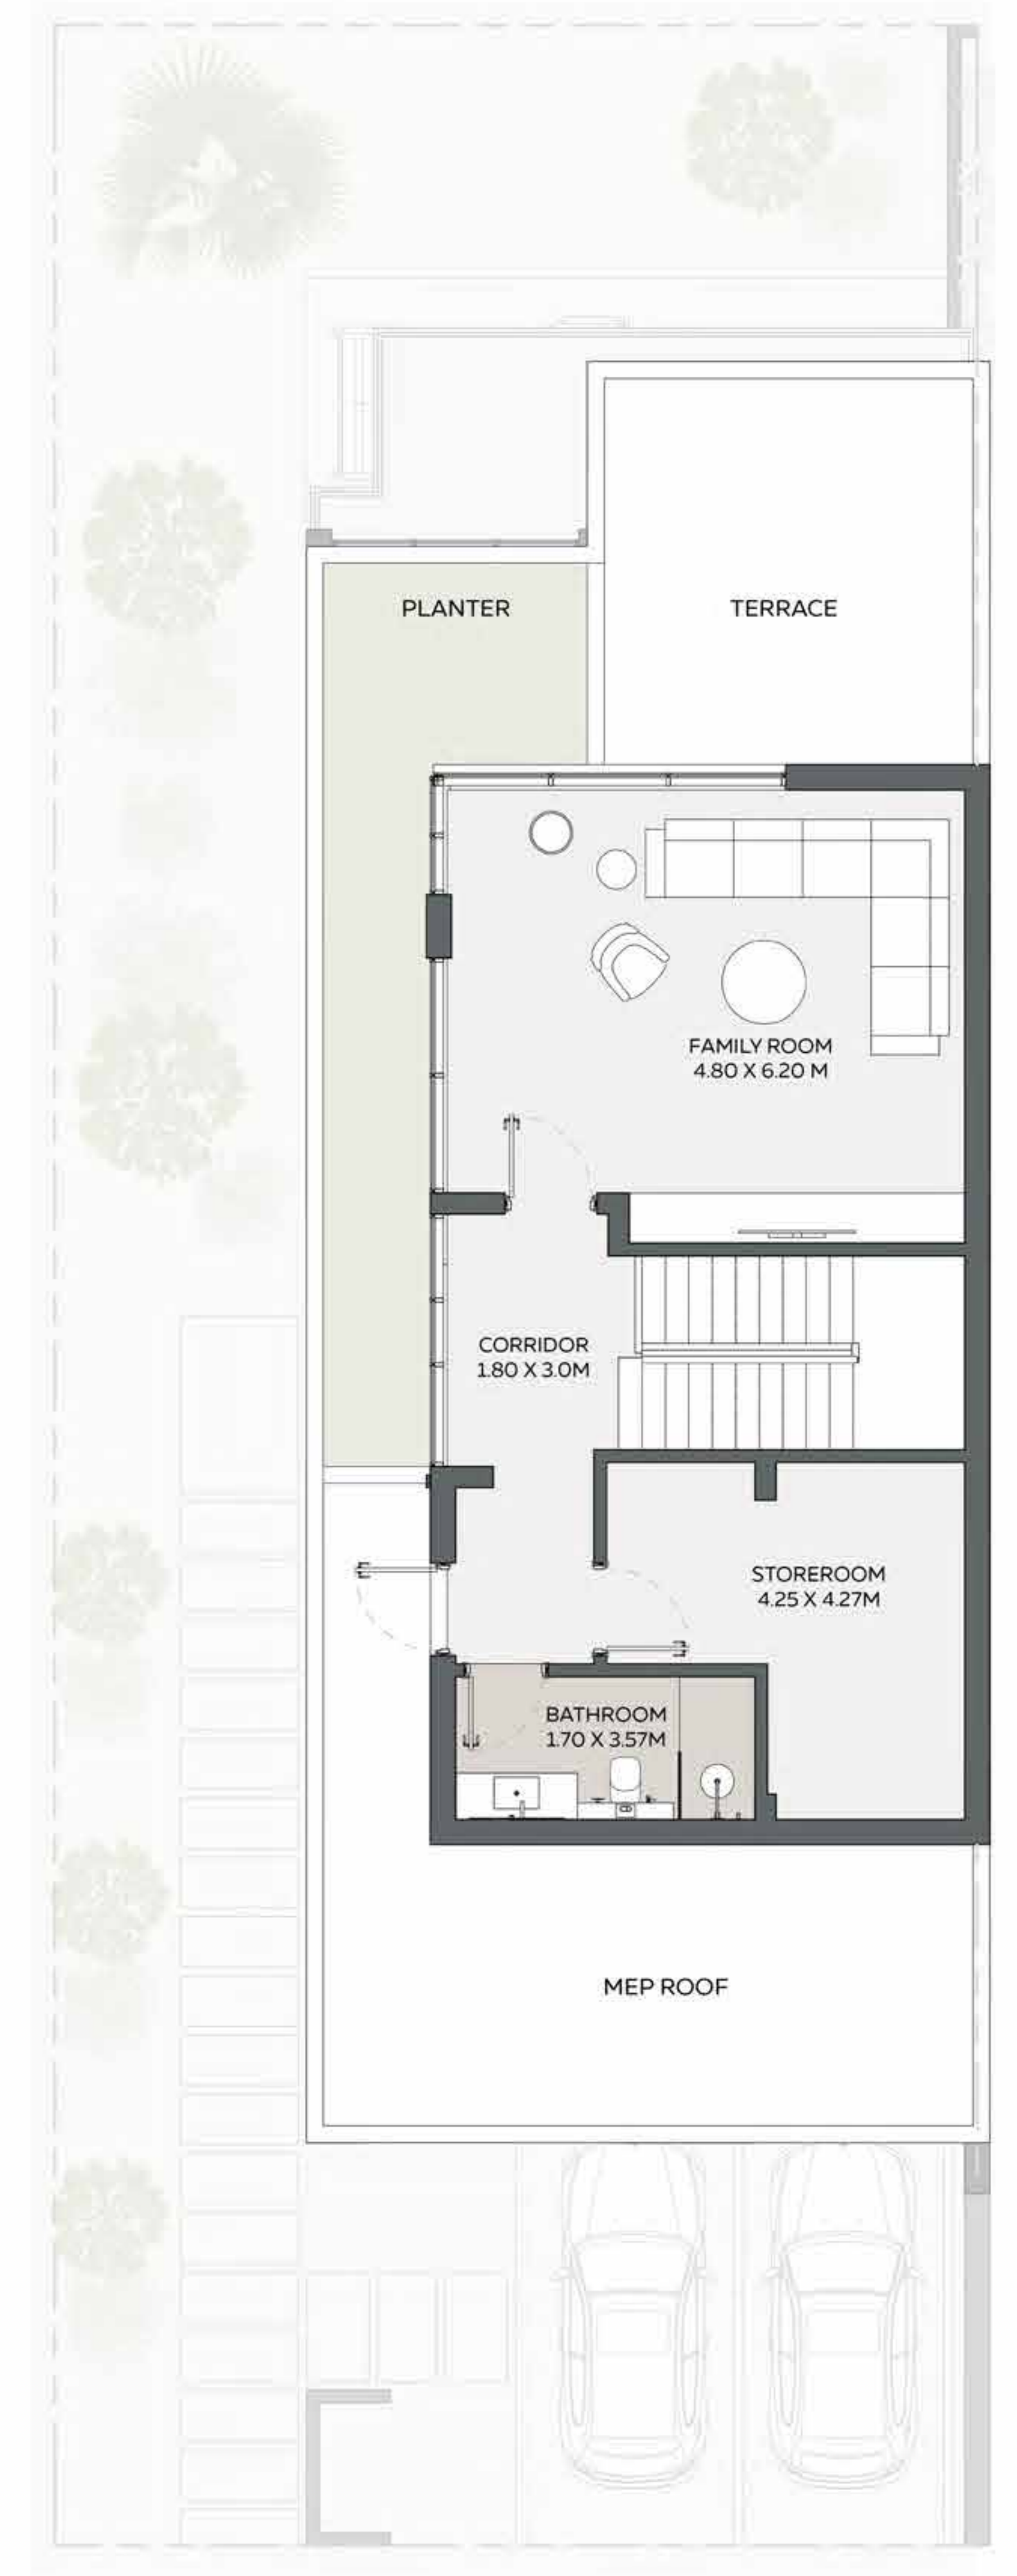 PLANTER
TERRACE
FAMILY ROOM
4.80 X 6.20 M
CORRIDOR
1.80 X 3.0M
STOREROOM
4.25 X 4.27M
BATHROOM
1.70 X 3.57M
MEP ROOF